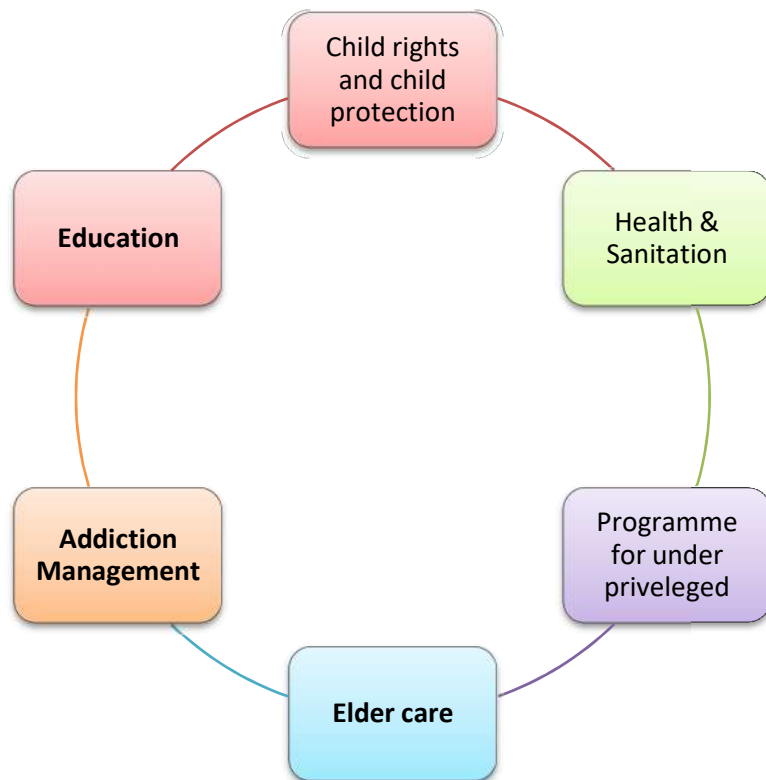 Child rights
and child
protection
Education
Health &
Sanitation
Addiction
Management
Programme
for under
priveleged
Elder care